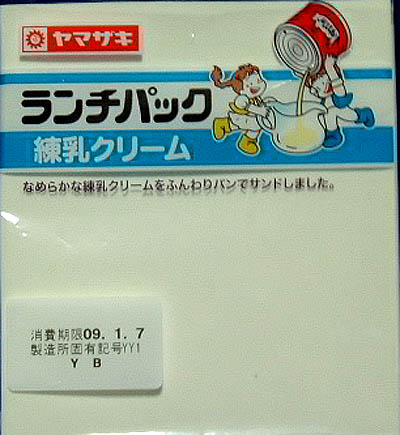 ヤマザキ
ランチパック
練乳クリーム
なめらかな練乳クリームをふんわりパンでサンドしました。
消費期限09. 1. 7
製造所固有記号YY1
Y B